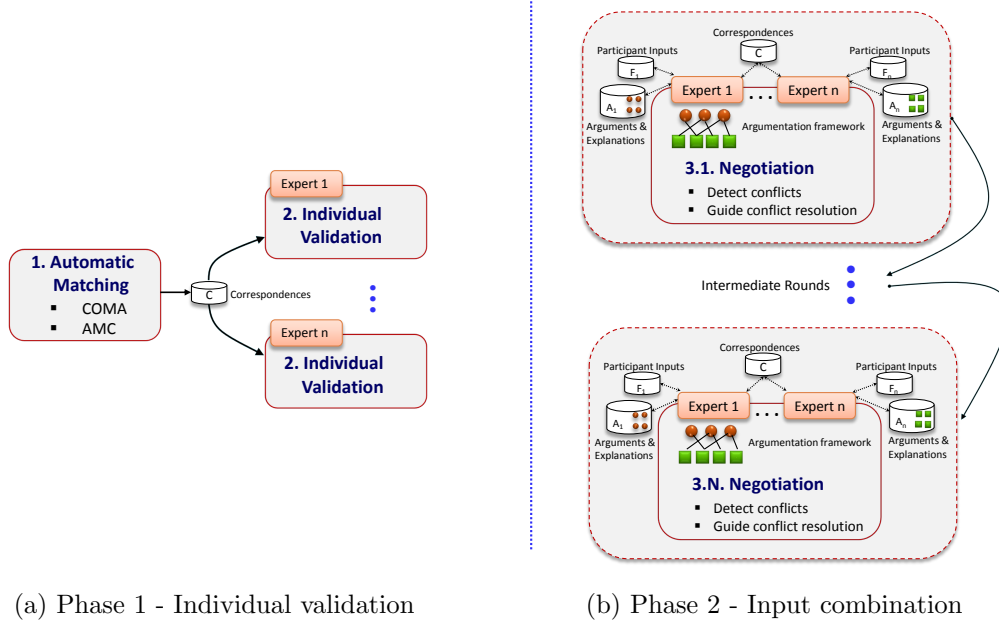 Expert 1
2. Individual
Validation
1. Automatic
Matching
▪ COMA
▪ AMC
C
Correspondences
Expert n
2. Individual
Validation
(a) Phase 1 - Individual validation
Correspondences
Participant Inputs
C
Participant Inputs
F1
Fn
Expert 1
...
Expert n
A1
An
Arguments &
Explanations
Argumentation framework
Arguments &
Explanations
3.1. Negotiation
▪ Detect conflicts
▪ Guide conflict resolution
Intermediate Rounds
Correspondences
Participant Inputs
C
Participant Inputs
F1
Fn
Expert 1
...
Expert n
A1
An
Arguments &
Explanations
Argumentation framework
Arguments &
Explanations
3.N. Negotiation
▪ Detect conflicts
▪ Guide conflict resolution
(b) Phase 2 - Input combination